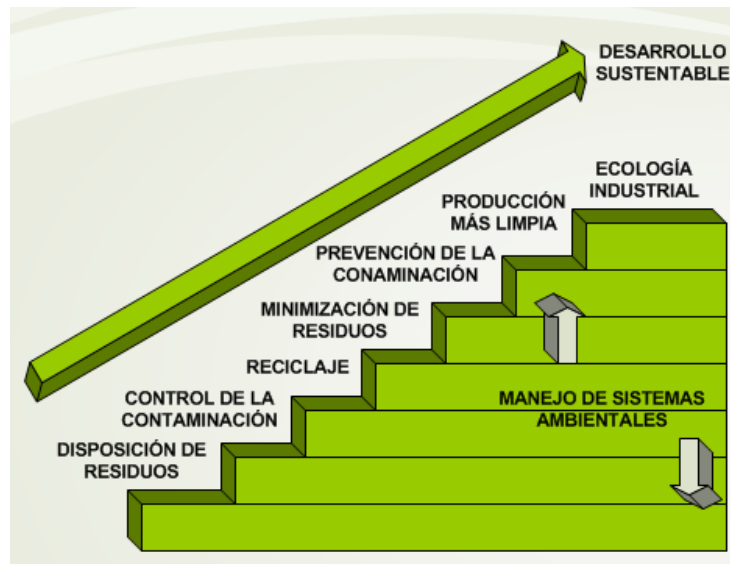 DESARROLLO
SUSTENTABLE
ECOLOGÍA
INDUSTRIAL
PRODUCCIÓN
MÁS LIMPIA
PREVENCIÓN DE LA
CONAMINACIÓN
MINIMIZACIÓN DE
RESIDUOS
RECICLAJE
CONTROL DE LA
CONTAMINACIÓN
MANEJO DE SISTEMAS
AMBIENTALES
DISPOSICIÓN DE
RESIDUOS